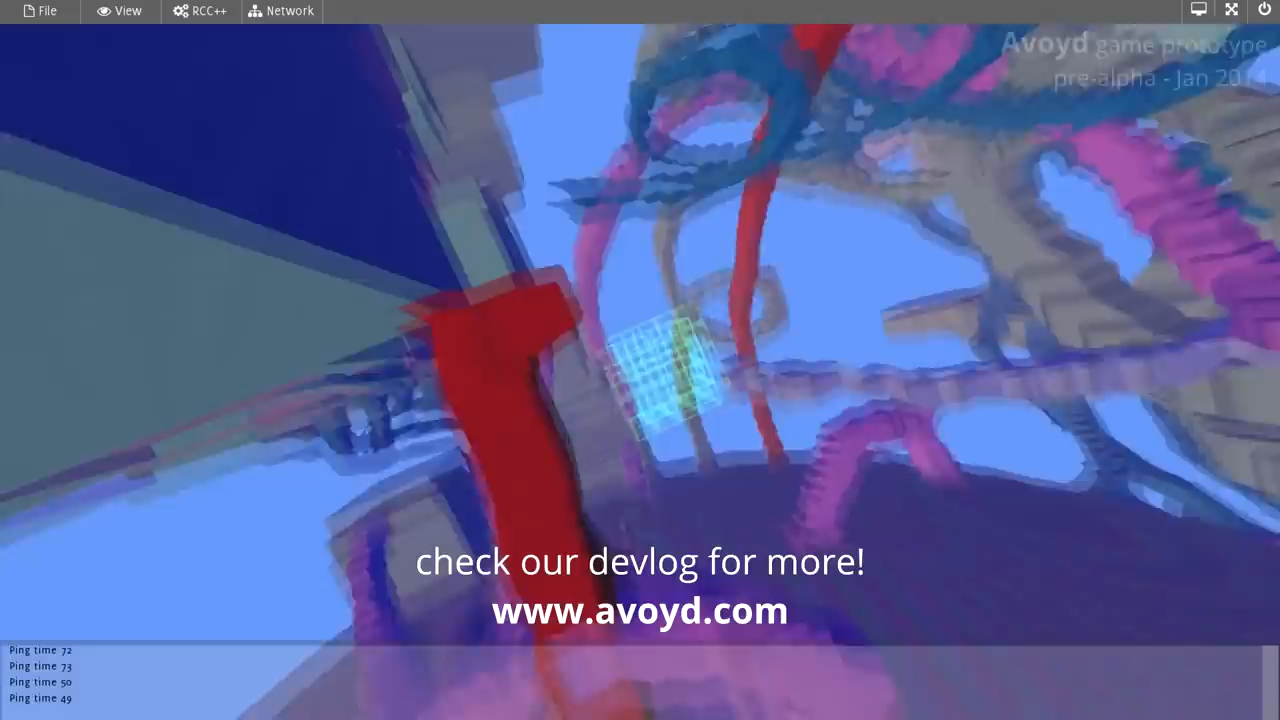 File View RCC++ Network
Avoyd game prototype
pre-alpha - Jan 2014
check our devlog for more!
www.avoyd.com
Ping time 72
Ping time 73
Ping time 50
Ping time 49